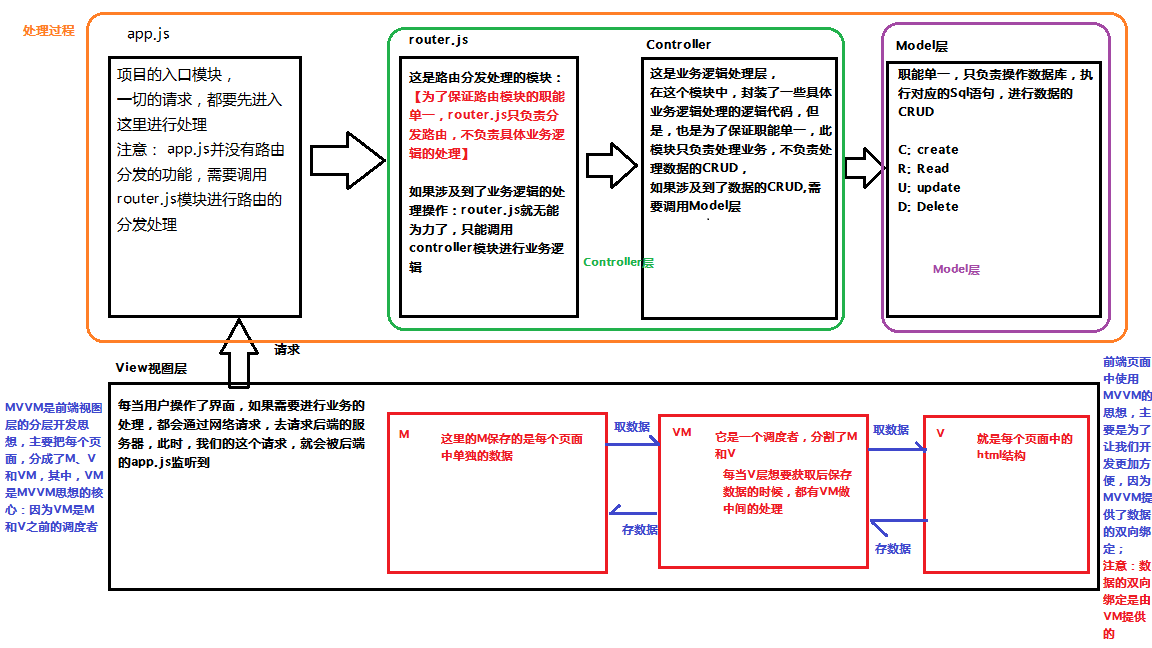 处理过程
app.js
项目的入口模块，
一切的请求，都要先进入
这里进行处理
注意： app.js并没有路由
分发的功能，需要调用
router.js模块进行路由的
分发处理
router.js
这是路由分发处理的模块：
【为了保证路由模块的职能
单一，router.js只负责分
发路由，不负责具体业务逻
辑的处理】
如果涉及到了业务逻辑的处
理操作：router.js就无能
为力了，只能调用
controller模块进行业务逻
辑
Controller层
Controller
这是业务逻辑处理层，
在这个模块中，封装了一些具体
业务逻辑处理的逻辑代码，但
是，也是为了保证职能单一，此
模块只负责处理业务，不负责处
理数据的CRUD，
如果涉及到了数据的CRUD,需
要调用Model层
Model层
职能单一，只负责操作数据库，执
行对应的Sql语句，进行数据的
CRUD
C: create
R: Read
U: update
D: Delete
Model层
请求
View视图层
每当用户操作了界面，如果需要进行业务的
处理，都会通过网络请求，去请求后端的服
务器，此时，我们的这个请求，就会被后端
的app.js监听到
MVVM是前端视图
层的分层开发思
想，主要把每个页
面，分成了M、V
和VM，其中，VM
是MVVM思想的核
心：因为VM是M
和V之前的调度者
M
这里的M保存的是每个页面
中单独的数据
取数据
存数据
VM
它是一个调度者，分割了M
和V
每当V层想要获取后保存
数据的时候，都有VM做
中间的处理
取数据
存数据
V
就是每个页面中的
html结构
前端页面
中使用
MVVM的
思想，主
要是为了
让我们开
发更加方
便，因为
MVVM提
供了数据
的双向绑
定；
注意：数
据的双向
绑定是由
VM提供
的